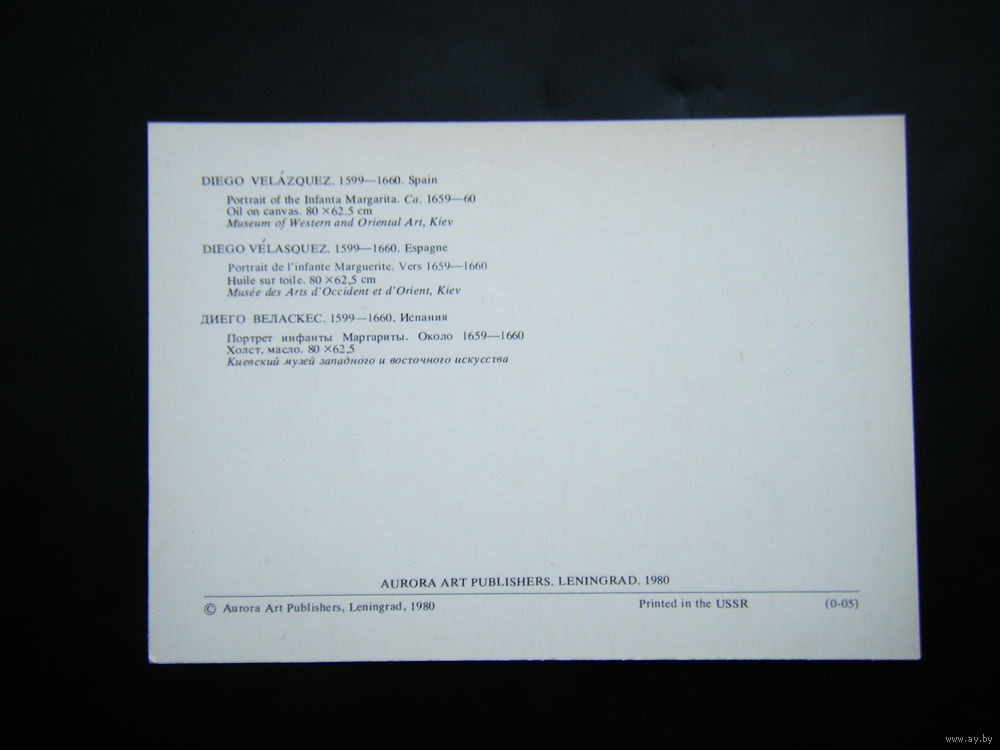 DIEGO VELÁZQUEZ. 1599—1660. Spain
Portrait of the Infanta Margarita. Ca. 1659—60
Oil on canvas. 80 × 62.5 cm
Museum of Western and Oriental Art, Kiev
DIEGO VÉLASQUEZ. 1599—1660. Espagne
Portrait de l'infante Marguerite. Vers 1659—1660
Huile sur toile. 80 × 62,5 cm
Musée des Arts d'Occident et d'Orient, Kiev
ДИЕГО ВЕЛАСКЕС. 1599—1660. Испания
Портрет инфанты Маргариты. Около 1659—1660
Холст, масло. 80 × 62,5
Киевский музей западного и восточного искусства
AURORA ART PUBLISHERS. LENINGRAD. 1980
© Aurora Art Publishers, Leningrad, 1980 Printed in the USSR (0-05)
www.ay.by